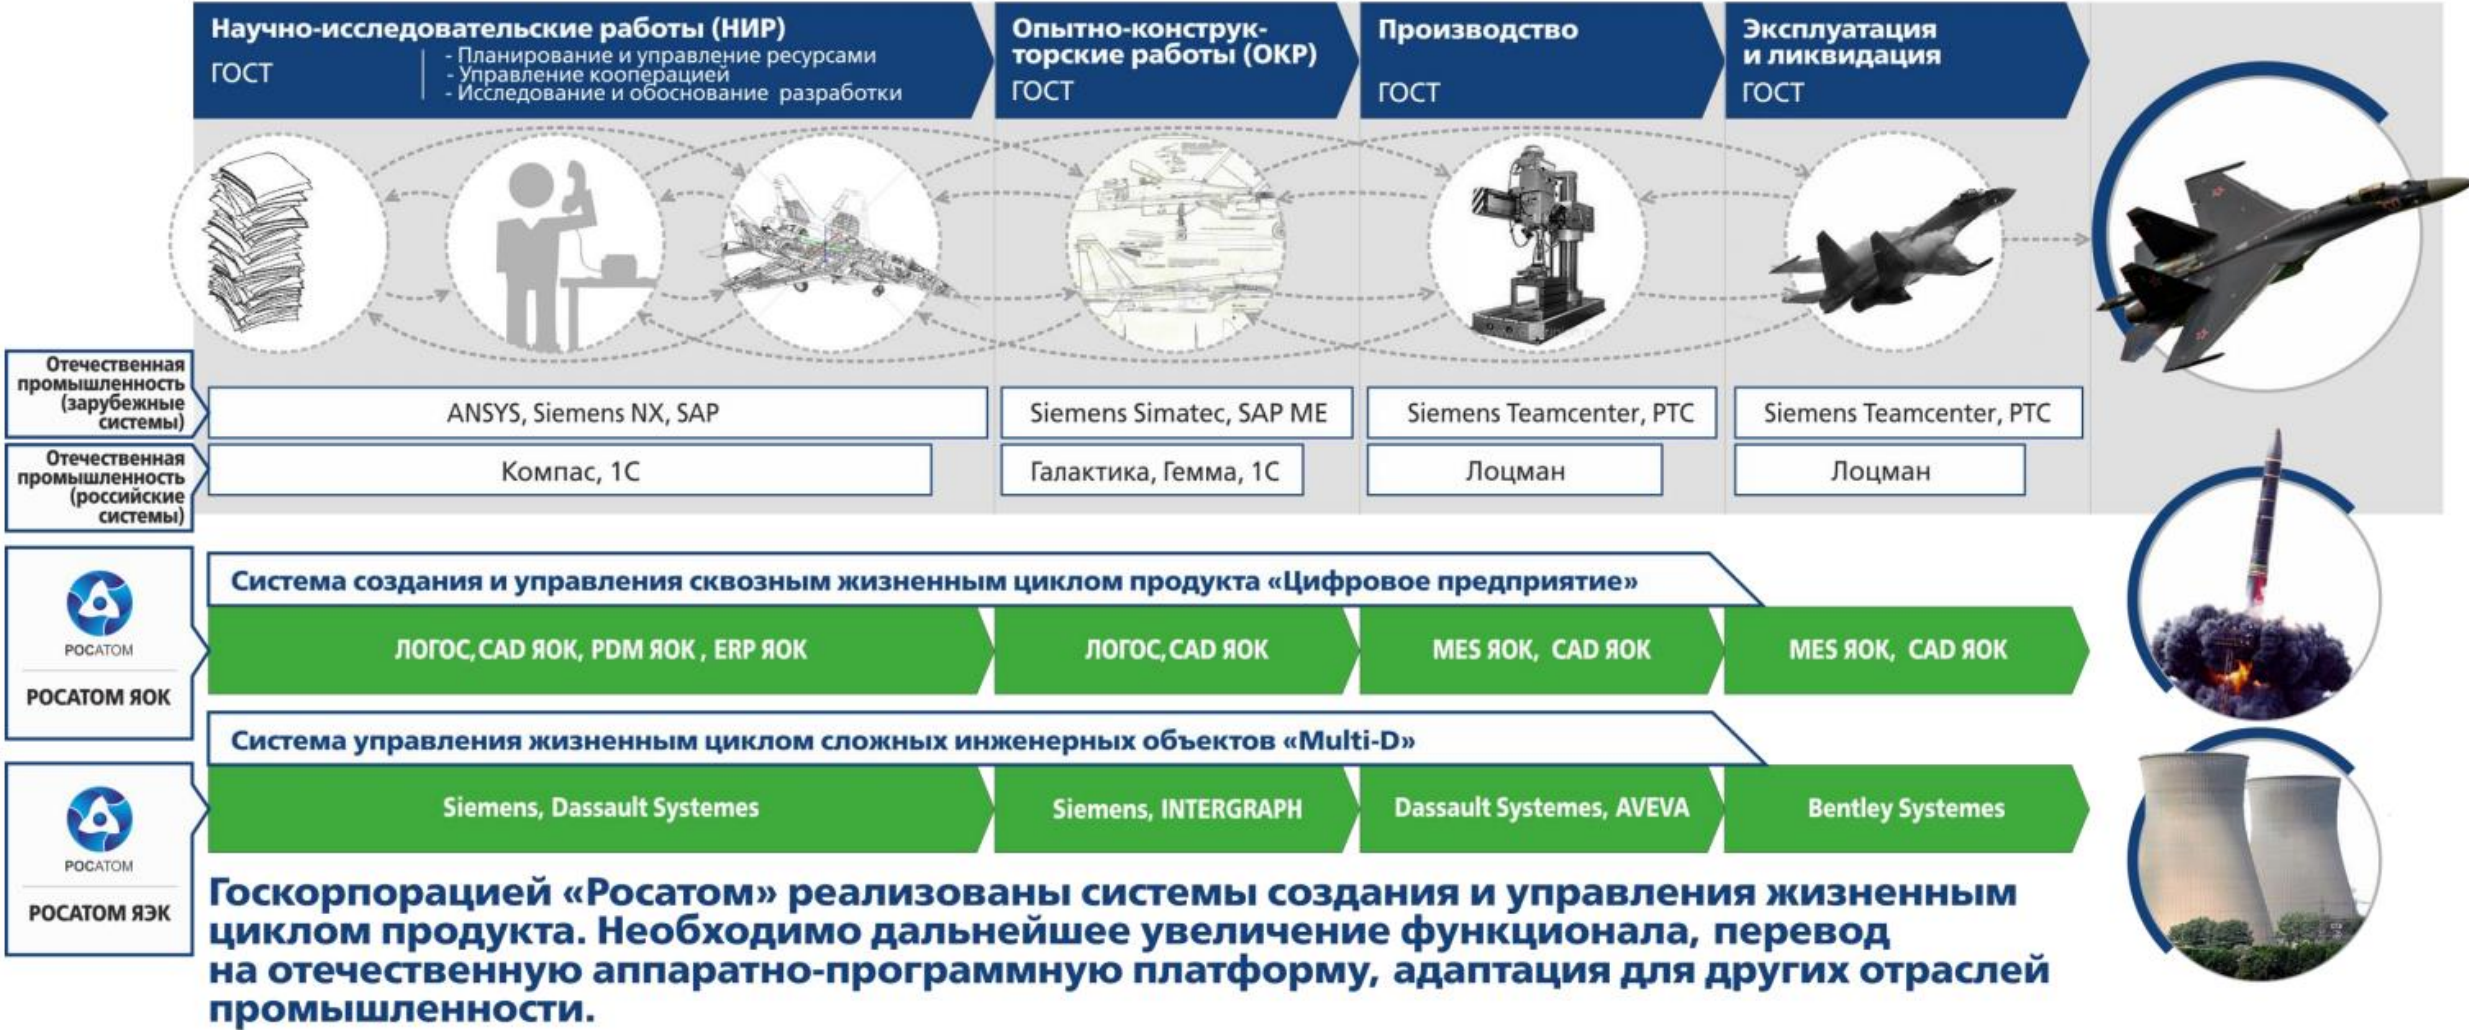 Научно-исследовательские работы (НИР)
ГОСТ
- Планирование и управление ресурсами
- Управление кооперацией
- Исследование и обоснование разработки
Опытно-конструк-
торские работы (ОКР)
ГОСТ
Производство
ГОСТ
Эксплуатация
и ликвидация
ГОСТ
Отечественная
промышленность
(зарубежные
системы)
ANSYS, Siemens NX, SAP
Siemens Simatec, SAP ME
Siemens Teamcenter, PTC
Siemens Teamcenter, PTC
Отечественная
промышленность
(российские
системы)
Компас, 1С
Галактика, Гемма, 1С
Лоцман
Лоцман
РОСАТОМ
РОСАТОМ ЯОК
Система создания и управления сквозным жизненным циклом продукта «Цифровое предприятие»
ЛОГОС, CAD ЯОК, PDM ЯОК , ERP ЯОК
ЛОГОС, CAD ЯОК
MES ЯОК, CAD ЯОК
MES ЯОК, CAD ЯОК
РОСАТОМ
РОСАТОМ ЯЭК
Система управления жизненным циклом сложных инженерных объектов «Multi-D»
Siemens, Dassault Systemes
Siemens, INTERGRAPH
Dassault Systemes, AVEVA
Bentley Systemes
Госкорпорацией «Росатом» реализованы системы создания и управления жизненным
циклом продукта. Необходимо дальнейшее увеличение функционала, перевод
на отечественную аппаратно-программную платформу, адаптация для других отраслей
промышленности.